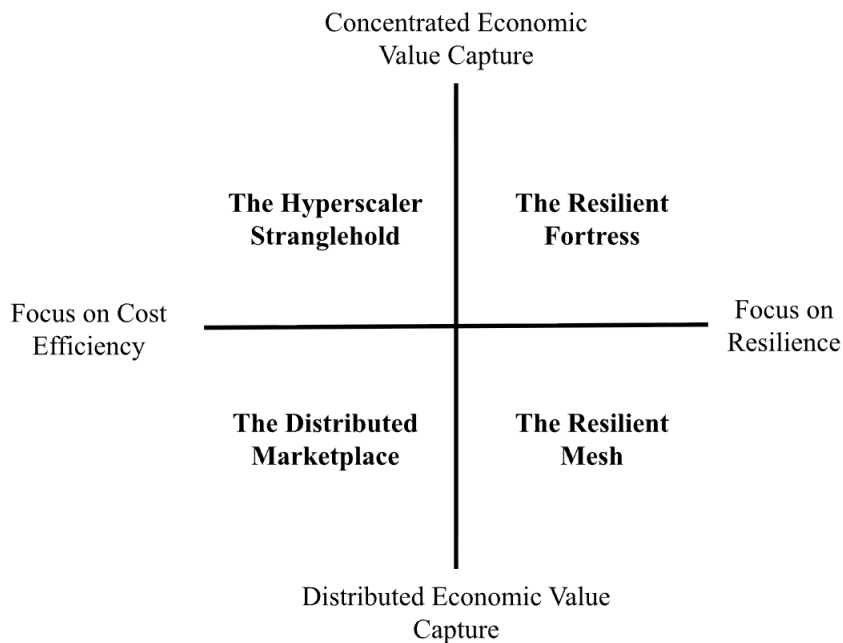 Concentrated Economic
Value Capture
The Hyperscaler
Stranglehold
The Resilient
Fortress
Focus on Cost
Efficiency
Focus on
Resilience
The Distributed
Marketplace
The Resilient
Mesh
Distributed Economic Value
Capture